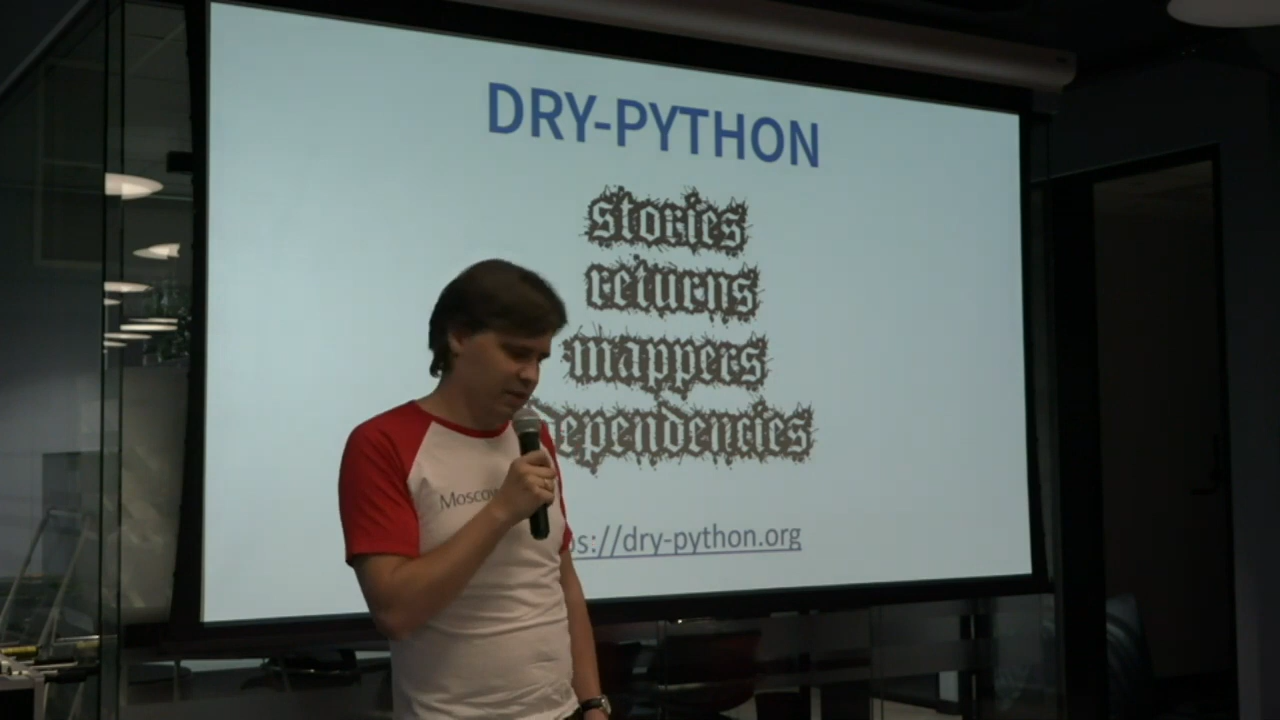 DRY-PYTHON
stories
returns
mappers
dependencies
Moscow
ps://dry-python.org